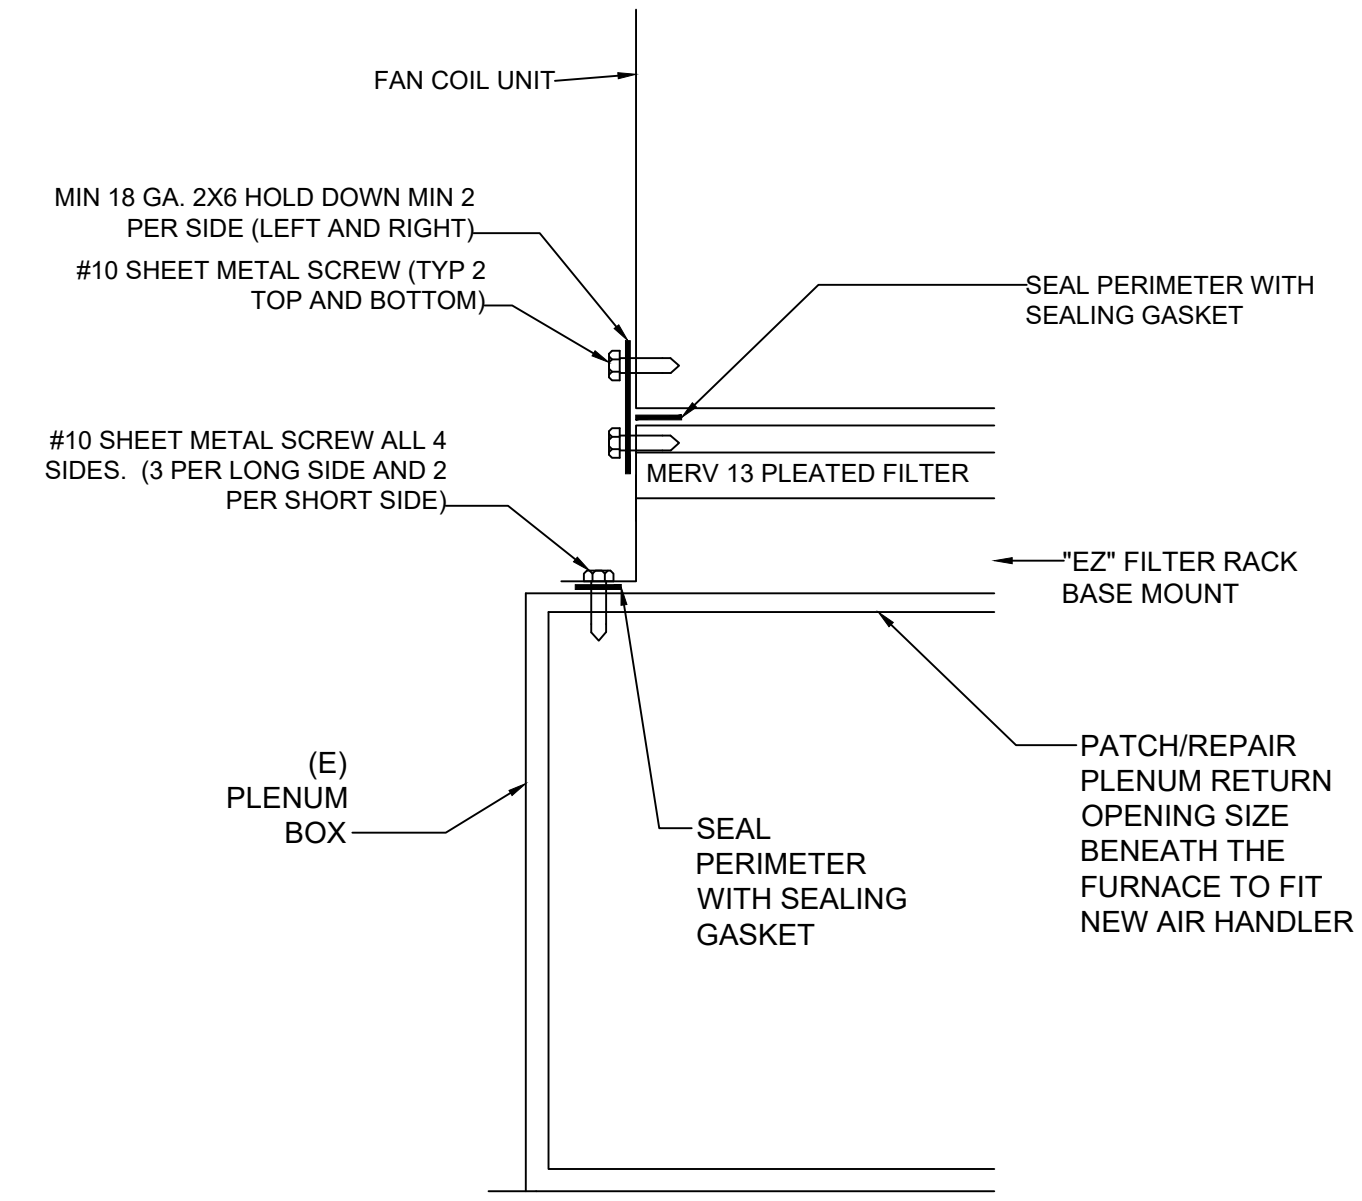 FAN COIL UNIT
MIN 18 GA. 2X6 HOLD DOWN MIN 2
PER SIDE (LEFT AND RIGHT)
#10 SHEET METAL SCREW (TYP 2
TOP AND BOTTOM)
SEAL PERIMETER WITH
SEALING GASKET
#10 SHEET METAL SCREW ALL 4
SIDES. (3 PER LONG SIDE AND 2
PER SHORT SIDE)
MERV 13 PLEATED FILTER
"EZ" FILTER RACK
BASE MOUNT
(E)
PLENUM
BOX
SEAL
PERIMETER
WITH SEALING
GASKET
PATCH/REPAIR
PLENUM RETURN
OPENING SIZE
BENEATH THE
FURNACE TO FIT
NEW AIR HANDLER